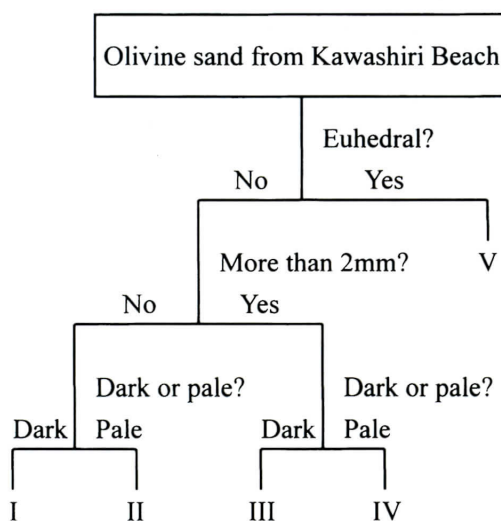 Olivine sand from Kawashiri Beach
Euhedral?
No Yes
More than 2mm? V
No Yes
Dark or pale? Dark or pale?
Dark Pale Dark Pale
I II III IV